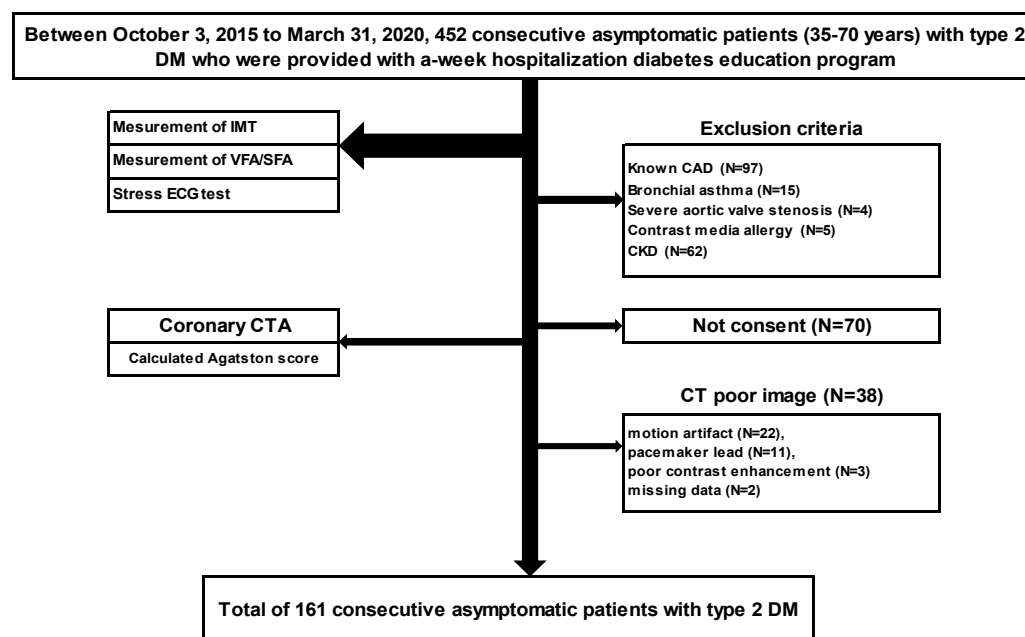 Between October 3, 2015 to March 31, 2020, 452 consecutive asymptomatic patients (35-70 years) with type 2
DM who were provided with a-week hospitalization diabetes education program
Mesurement of IMT
Mesurement of VFA/SFA
Stress ECG test
Exclusion criteria
Known CAD (N=97)
Bronchial asthma (N=15)
Severe aortic valve stenosis (N=4)
Contrast media allergy (N=5)
CKD (N=62)
Coronary CTA
Calculated Agatston score
Not consent (N=70)
CT poor image (N=38)
motion artifact (N=22),
pacemaker lead (N=11),
poor contrast enhancement (N=3)
missing data (N=2)
Total of 161 consecutive asymptomatic patients with type 2 DM